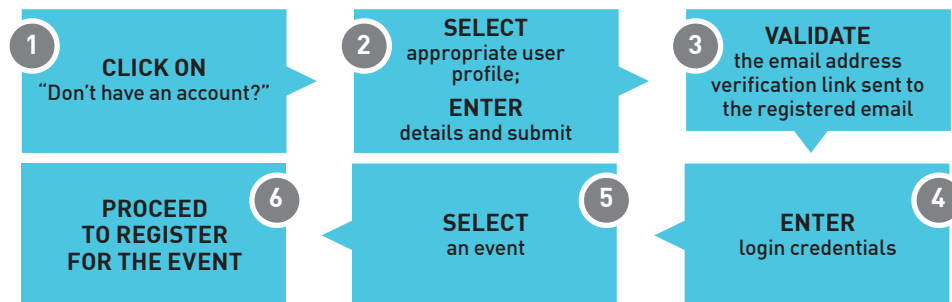 1
CLICK ON
“Don’t have an account?”
2
SELECT
appropriate user
profile;
ENTER
details and submit
3
VALIDATE
the email address
verification link sent to
the registered email
4
ENTER
login credentials
5
SELECT
an event
6
PROCEED
TO REGISTER
FOR THE EVENT